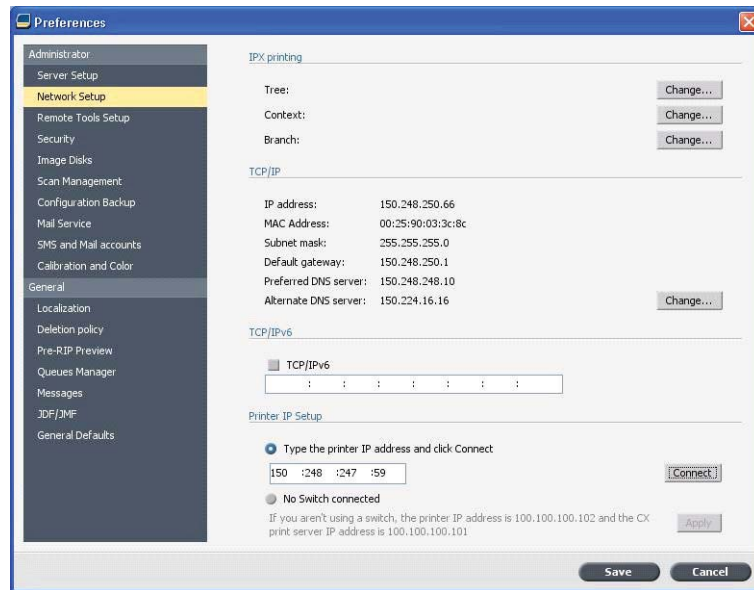 Preferences
Administrator
Server Setup
Network Setup
Remote Tools Setup
Security
Image Disks
Scan Management
Configuration Backup
Mail Service
SMS and Mail accounts
Calibration and Color
General
Localization
Deletion policy
Pre-RIP Preview
Queues Manager
Messages
JDF/JMF
General Defaults
IPX printing
Tree: Change...
Context: Change...
Branch: Change...
TCP/IP
IP address: 150.248.250.66
MAC Address: 00:25:90:03:3c:8c
Subnet mask: 255.255.255.0
Default gateway: 150.248.250.1
Preferred DNS server: 150.248.248.10
Alternate DNS server: 150.224.16.16 Change...
TCP/IPv6
TCP/IPv6
: : : : : : :
Printer IP Setup
Type the printer IP address and click Connect
150 :248 :247 :59 Connect
No Switch connected
If you aren't using a switch, the printer IP address is 100.100.100.102 and the CX
print server IP address is 100.100.100.101 Apply
Save Cancel